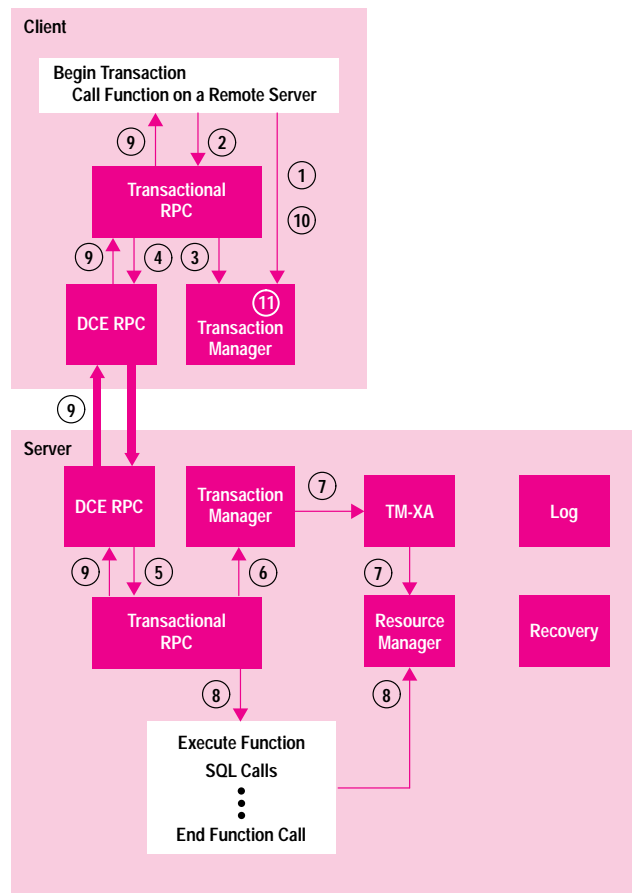 Client
Begin Transaction
Call Function on a Remote Server
9
2
1
Transactional
RPC
10
9
4
3
DCE RPC
11
Transaction
Manager
9
Server
DCE RPC
Transaction
Manager
7
TM-XA
Log
9
5
6
7
Transactional
RPC
Resource
Manager
Recovery
8
8
Execute Function
SQL Calls
End Function Call